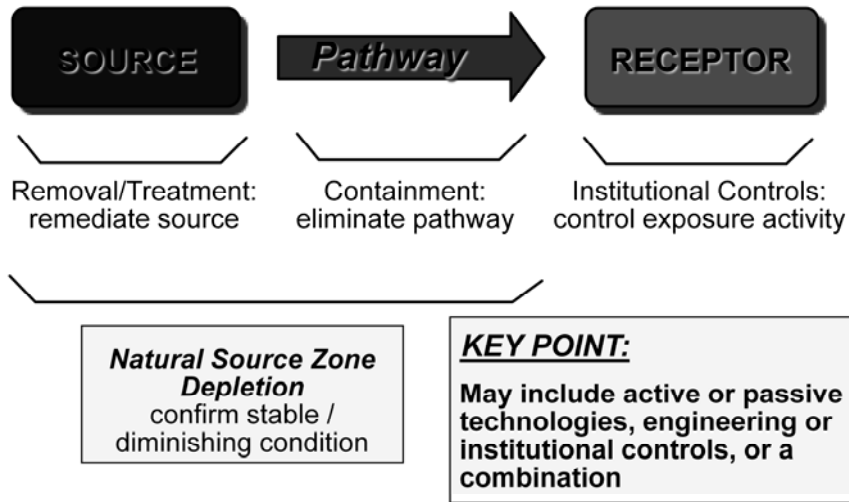 SOURCE
Pathway
RECEPTOR
Removal/Treatment:
remediate source
Containment:
eliminate pathway
Institutional Controls:
control exposure activity
Natural Source Zone
Depletion
confirm stable /
diminishing condition
KEY POINT:
May include active or passive
technologies, engineering or
institutional controls, or a
combination